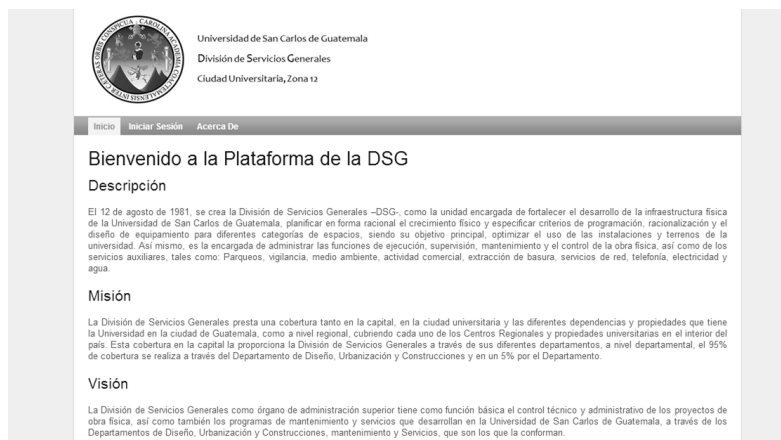 Universidad de San Carlos de Guatemala
División de Servicios Generales
Ciudad Universitaria, Zona 12
Inicio Iniciar Sesión Acerca De
Bienvenido a la Plataforma de la DSG
Descripción
El 12 de agosto de 1981, se crea la División de Servicios Generales –DSG-, como la unidad encargada de fortalecer el desarrollo de la infraestructura física
de la Universidad de San Carlos de Guatemala, planificar en forma racional el crecimiento físico y especificar criterios de programación, racionalización y el
diseño de equipamiento para diferentes categorías de espacios, siendo su objetivo principal, optimizar el uso de las instalaciones y terrenos de la
universidad. Así mismo, es la encargada de administrar las funciones de ejecución, supervisión, mantenimiento y el control de la obra física, así como de los
servicios auxiliares, tales como: Parqueos, vigilancia, medio ambiente, actividad comercial, extracción de basura, servicios de red, telefonía, electricidad y
agua.
Misión
La División de Servicios Generales presta una cobertura tanto en la capital, en la ciudad universitaria y las diferentes dependencias y propiedades que tiene
la Universidad en la ciudad de Guatemala, como a nivel regional, cubriendo cada uno de los Centros Regionales y propiedades universitarias en el interior del
país. Esta cobertura en la capital la proporciona la División de Servicios Generales a través de sus diferentes departamentos, a nivel departamental, el 95%
de cobertura se realiza a través del Departamento de Diseño, Urbanización y Construcciones y en un 5% por el Departamento.
Visión
La División de Servicios Generales como órgano de administración superior tiene como función básica el control técnico y administrativo de los proyectos de
obra física, así como también los programas de mantenimiento y servicios que desarrollan en la Universidad de San Carlos de Guatemala, a través de los
Departamentos de Diseño, Urbanización y Construcciones, mantenimiento y Servicios, que son los que la conforman.